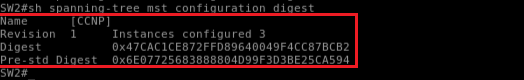 SW2#sh spanning-tree mst configuration digest
Name      [CCNP]
Revision  1     Instances configured 3
Digest          0x47CAC1CE872FFD89640049F4CC87BCB2
Pre-std Digest  0x6E07725683888804D99F3D3BE25CA594
SW2#